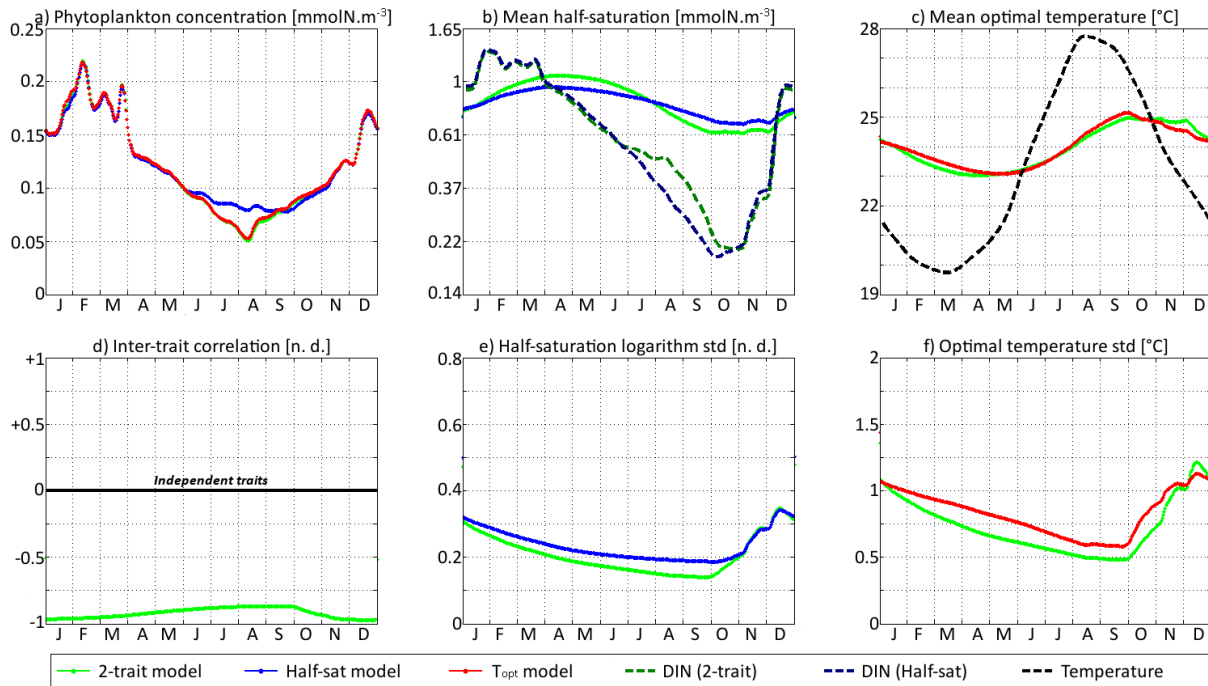 a) Phytoplankton concentration [mmolN.m⁻³]
0.25
0.2
0.15
0.1
0.05
0
J F M A M J J A S O N D
b) Mean half-saturation [mmolN.m⁻³]
1.65
1
0.61
0.37
0.22
0.14
J F M A M J J A S O N D
c) Mean optimal temperature [°C]
28
25
22
19
J F M A M J J A S O N D
d) Inter-trait correlation [n. d.]
+1
+0.5
0
-0.5
-1
Independent traits
J F M A M J J A S O N D
e) Half-saturation logarithm std [n. d.]
0.8
0.6
0.4
0.2
0
J F M A M J J A S O N D
f) Optimal temperature std [°C]
2
1.5
1
0.5
0
J F M A M J J A S O N D
2-trait model Half-sat model Topt model DIN (2-trait) DIN (Half-sat) Temperature